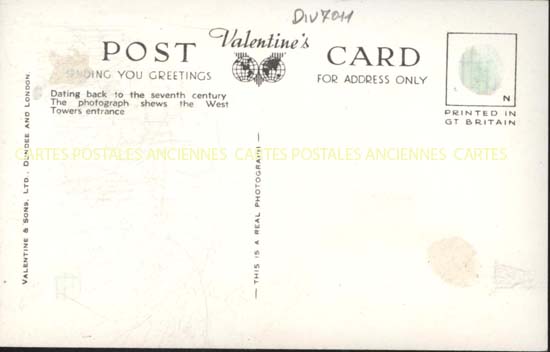 DIV7011
Valentine's
POST CARD
SENDING YOU GREETINGS
FOR ADDRESS ONLY
Dating back to the seventh century
The photograph shews the West
Towers entrance
N
PRINTED IN
GT BRITAIN
CARTES POSTALES ANCIENNES CARTES POSTALES ANCIENNES CARTES
VALENTINE & SONS, LTD., DUNDEE AND LONDON.
— THIS IS A REAL PHOTOGRAPH —